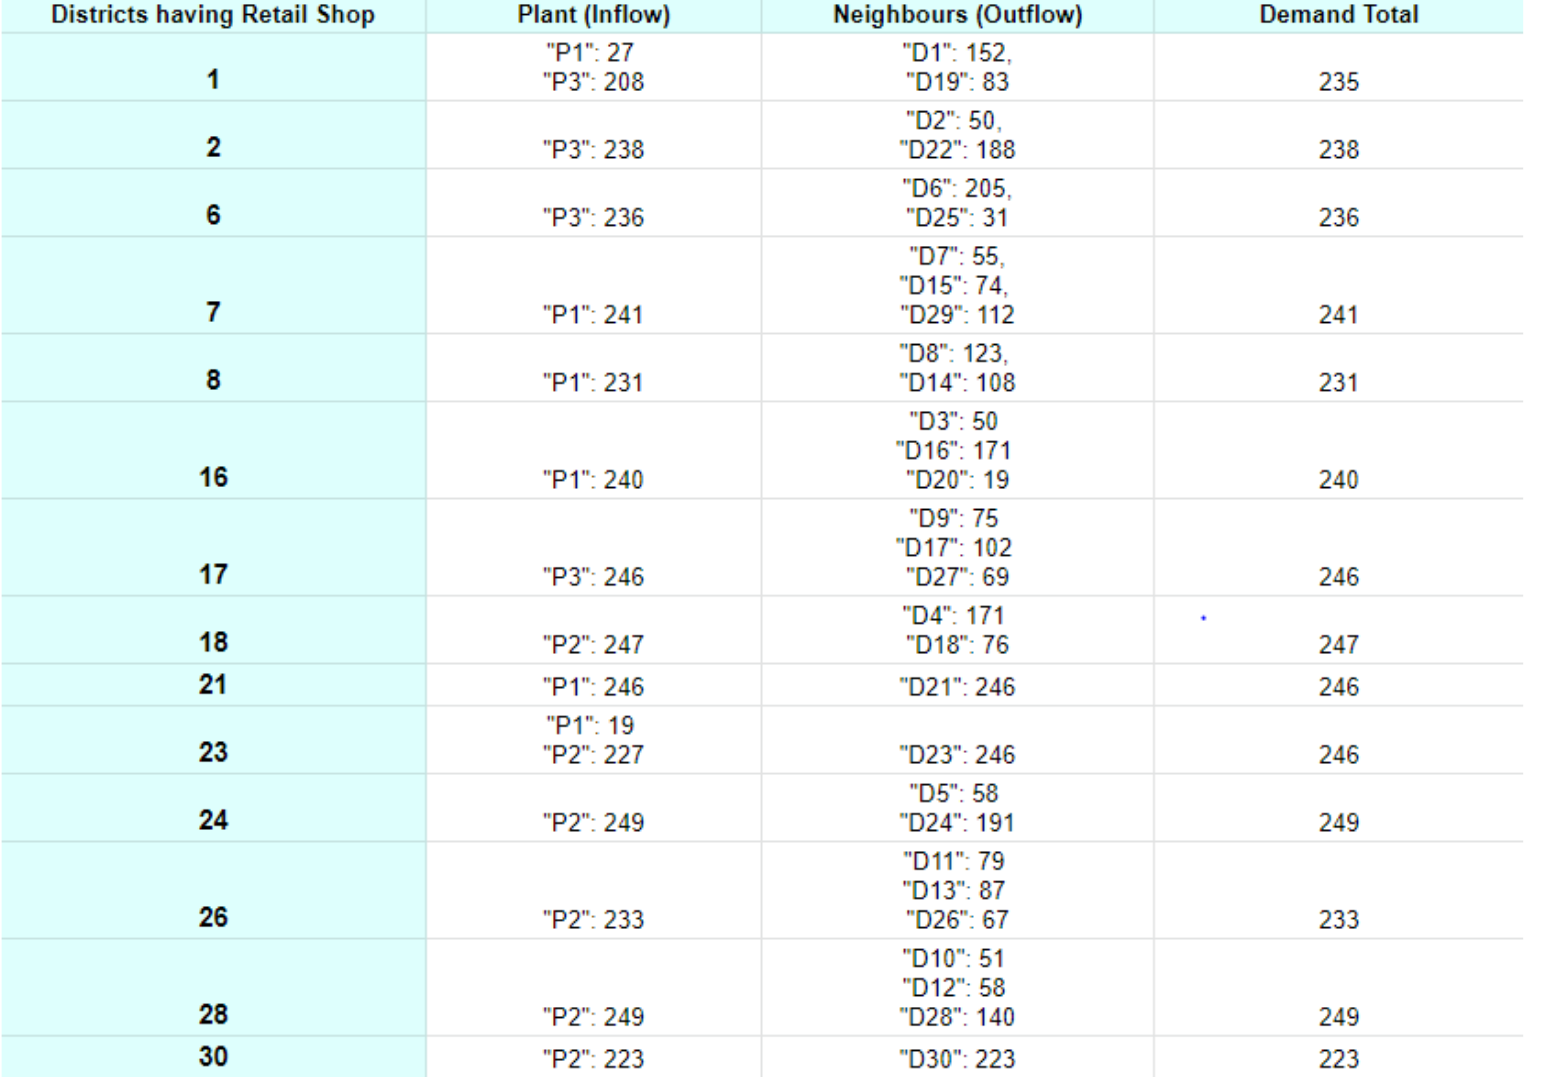 Districts having Retail Shop Plant (Inflow) Neighbours (Outflow) Demand Total
"P1": 27 "D1": 152,
1 "P3": 208 "D19": 83 235
"D2": 50,
2 "P3": 238 "D22": 188 238
"D6": 205,
6 "P3": 236 "D25": 31 236
"D7": 55,
"D15": 74,
7 "P1": 241 "D29": 112 241
"D8": 123,
8 "P1": 231 "D14": 108 231
"D3": 50
"D16": 171
16 "P1": 240 "D20": 19 240
"D9": 75
"D17": 102
17 "P3": 246 "D27": 69 246
"D4": 171
18 "P2": 247 "D18": 76 247
21 "P1": 246 "D21": 246 246
"P1": 19
23 "P2": 227 "D23": 246 246
"D5": 58
24 "P2": 249 "D24": 191 249
"D11": 79
"D13": 87
26 "P2": 233 "D26": 67 233
"D10": 51
"D12": 58
28 "P2": 249 "D28": 140 249
30 "P2": 223 "D30": 223 223